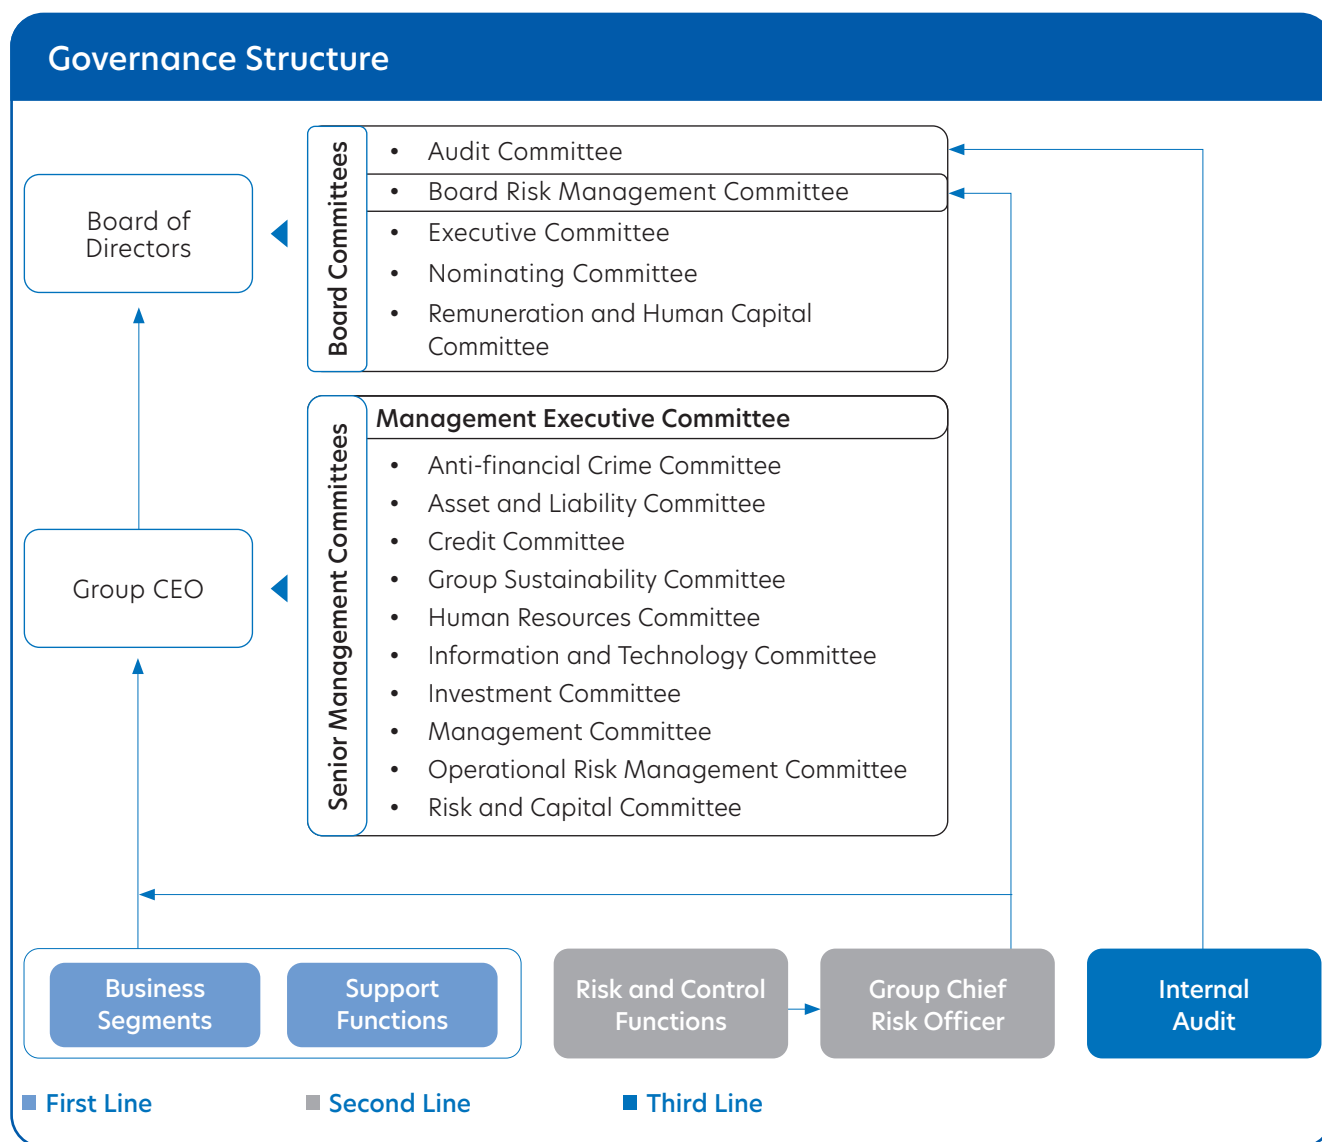 Governance Structure
Board of
Directors
Board Committees
• Audit Committee
• Board Risk Management Committee
• Executive Committee
• Nominating Committee
• Remuneration and Human Capital
Committee
Group CEO
Senior Management Committees
Management Executive Committee
• Anti-financial Crime Committee
• Asset and Liability Committee
• Credit Committee
• Group Sustainability Committee
• Human Resources Committee
• Information and Technology Committee
• Investment Committee
• Management Committee
• Operational Risk Management Committee
• Risk and Capital Committee
Business
Segments
Support
Functions
Risk and Control
Functions
Group Chief
Risk Officer
Internal
Audit
First Line
Second Line
Third Line